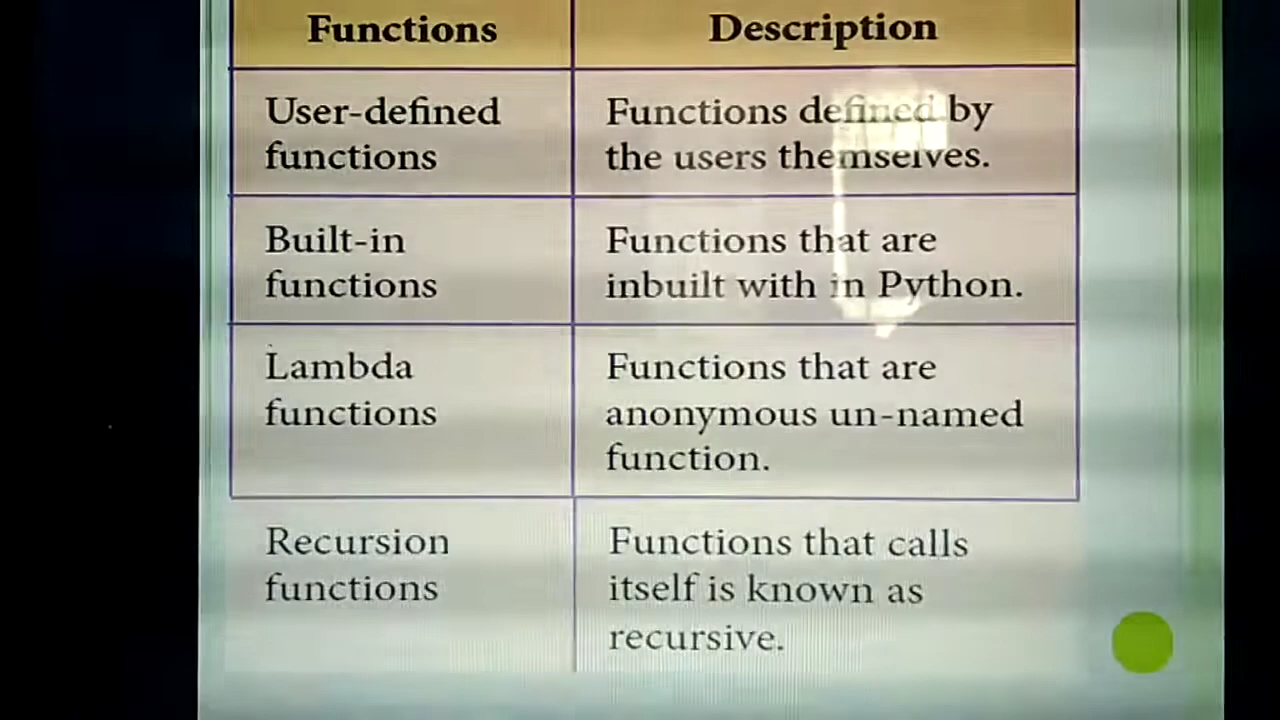 Functions Description
User-defined Functions defined by
functions the users themselves.
Built-in Functions that are
functions inbuilt with in Python.
Lambda Functions that are
functions anonymous un-named
function.
Recursion Functions that calls
functions itself is known as
recursive.